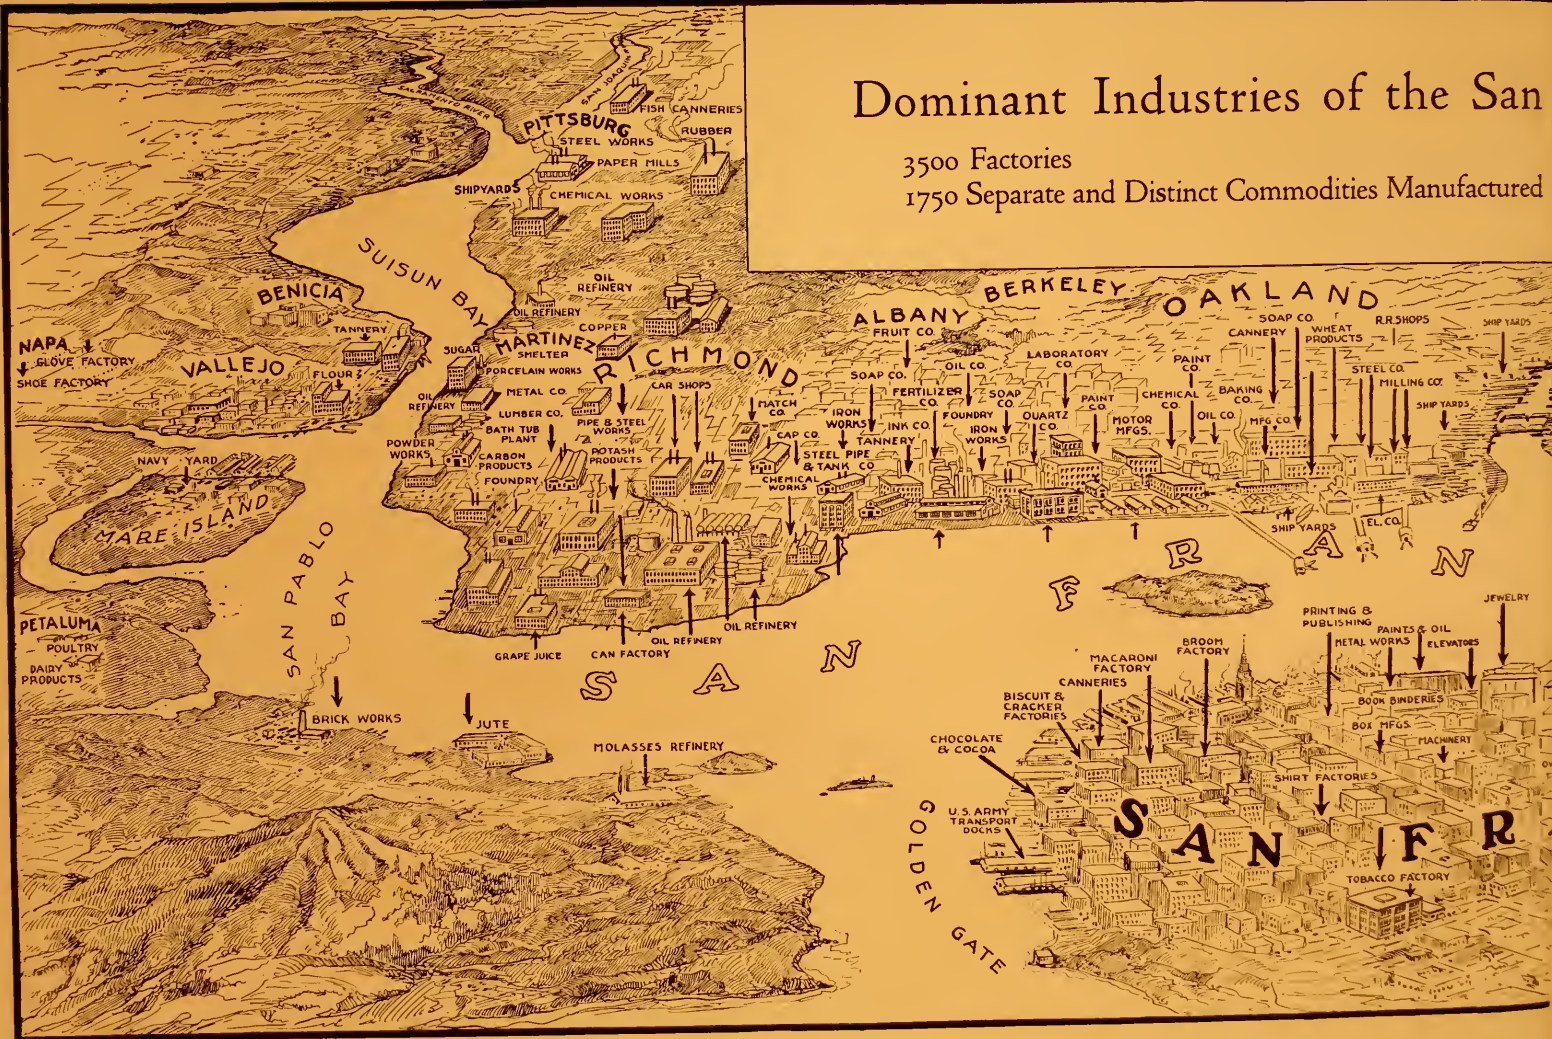 Dominant Industries of the San
3500 Factories
1750 Separate and Distinct Commodities Manufactured
SACRAMENTO RIVER
SAN JOAQUIN
FISH CANNERIES
PITTSBURG
RUBBER
STEEL WORKS
PAPER MILLS
SHIPYARDS
CHEMICAL WORKS
SUISUN BAY
OIL
REFINERY
BENICIA
OIL REFINERY
TANNERY
COPPER
SMELTER
MARTINEZ
NAPA
GLOVE FACTORY
SHOE FACTORY
VALLEJO
FLOUR
SUGAR
PORCELAIN WORKS
RICHMOND
METAL CO.
CAR SHOPS
OIL
REFINERY
LUMBER CO.
PIPE & STEEL
WORKS
MATCH
CO.
BATH TUB
PLANT
POWDER
WORKS
CARBON
PRODUCTS
POTASH
PRODUCTS
CAP CO.
FOUNDRY
STEEL PIPE
& TANK CO
CHEMICAL
WORKS
NAVY YARD
MARE ISLAND
ALBANY
BERKELEY
OAKLAND
FRUIT CO.
SOAP CO.
WHEAT
PRODUCTS
R.R.SHOPS
SHIP YARDS
CANNERY
LABORATORY
CO.
PAINT
CO.
OIL CO.
SOAP CO.
STEEL CO.
MILLING CO.
FERTILIZER
CO.
SOAP
CO.
PAINT
CO.
CHEMICAL
CO.
BAKING
CO.
SHIP YARDS
IRON
WORKS
FOUNDRY
QUARTZ
CO.
MOTOR
MFGS.
OIL CO.
MFG CO.
INK CO.
IRON
WORKS
TANNERY
SHIP YARDS
EL. CO.
SAN PABLO
BAY
PETALUMA
POULTRY
DAIRY
PRODUCTS
GRAPE JUICE
CAN FACTORY
OIL REFINERY
OIL REFINERY
SAN FRAN
BRICK WORKS
JUTE
MOLASSES REFINERY
JEWELRY
PRINTING &
PUBLISHING
PAINTS & OIL
METAL WORKS
ELEVATORS
BROOM
FACTORY
MACARONI
FACTORY
CANNERIES
BISCUIT &
CRACKER
FACTORIES
BOOK BINDERIES
BOX MFGS.
MACHINERY
CHOCOLATE
& COCOA
SHIRT FACTORIES
U.S. ARMY
TRANSPORT
DOCKS
GOLDEN GATE
SAN FR
TOBACCO FACTORY